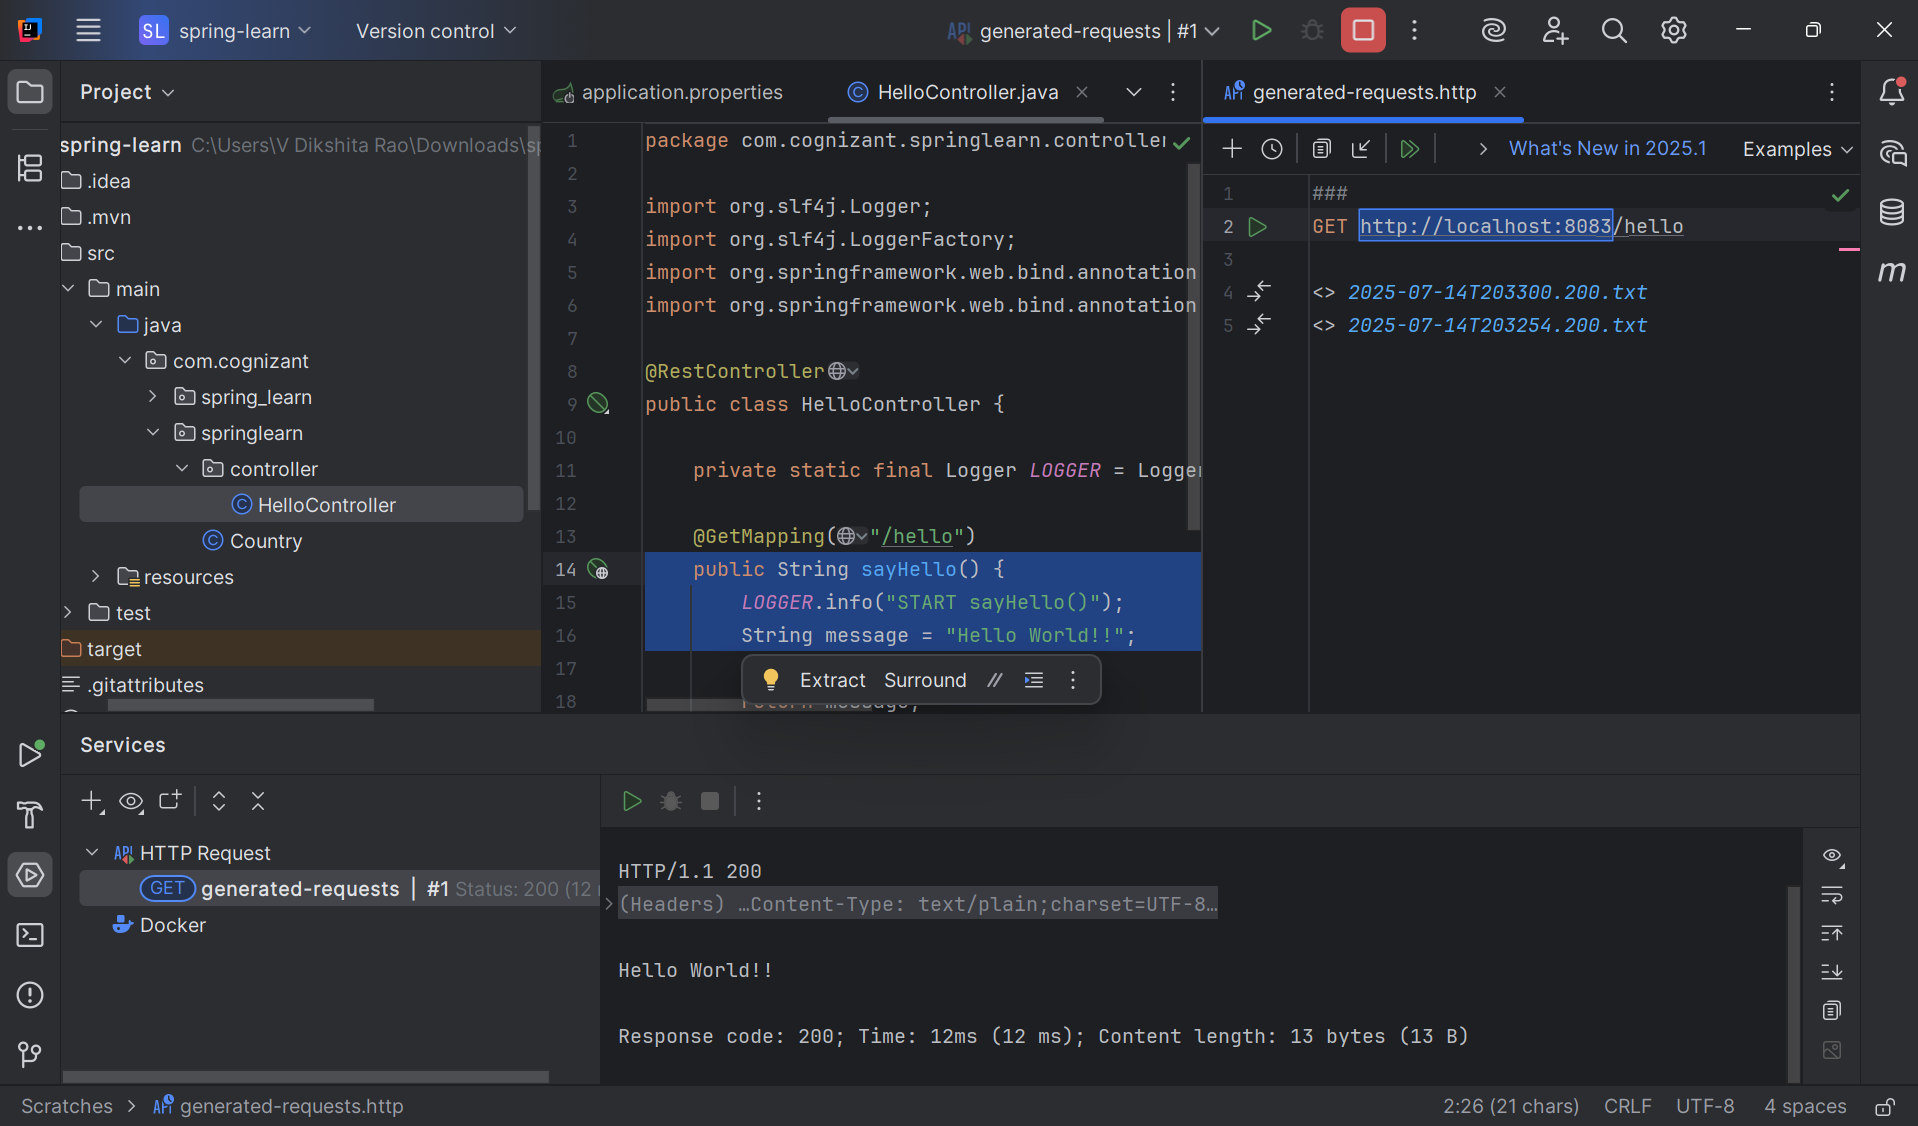 SL spring-learn Version control generated-requests | #1
Project
application.properties HelloController.java generated-requests.http
What's New in 2025.1 Examples
spring-learn C:\Users\V Dikshita Rao\Downloads\
.idea
.mvn
src
main
java
com.cognizant
spring_learn
springlearn
controller
HelloController
Country
resources
test
target
.gitattributes
1 package com.cognizant.springlearn.controller
2
3 import org.slf4j.Logger;
4 import org.slf4j.LoggerFactory;
5 import org.springframework.web.bind.annotation
6 import org.springframework.web.bind.annotation
7
8 @RestController
9 public class HelloController {
10
11 private static final Logger LOGGER = Logge
12
13 @GetMapping("/hello")
14 public String sayHello() {
15 LOGGER.info("START sayHello()");
16 String message = "Hello World!!";
17
18
Extract Surround
1 ###
2 GET http://localhost:8083/hello
3
4 <> 2025-07-14T203300.200.txt
5 <> 2025-07-14T203254.200.txt
Services
HTTP Request
GET generated-requests | #1 Status: 200 (12
Docker
HTTP/1.1 200
(Headers) …Content-Type: text/plain;charset=UTF-8…
Hello World!!
Response code: 200; Time: 12ms (12 ms); Content length: 13 bytes (13 B)
Scratches > generated-requests.http 2:26 (21 chars) CRLF UTF-8 4 spaces